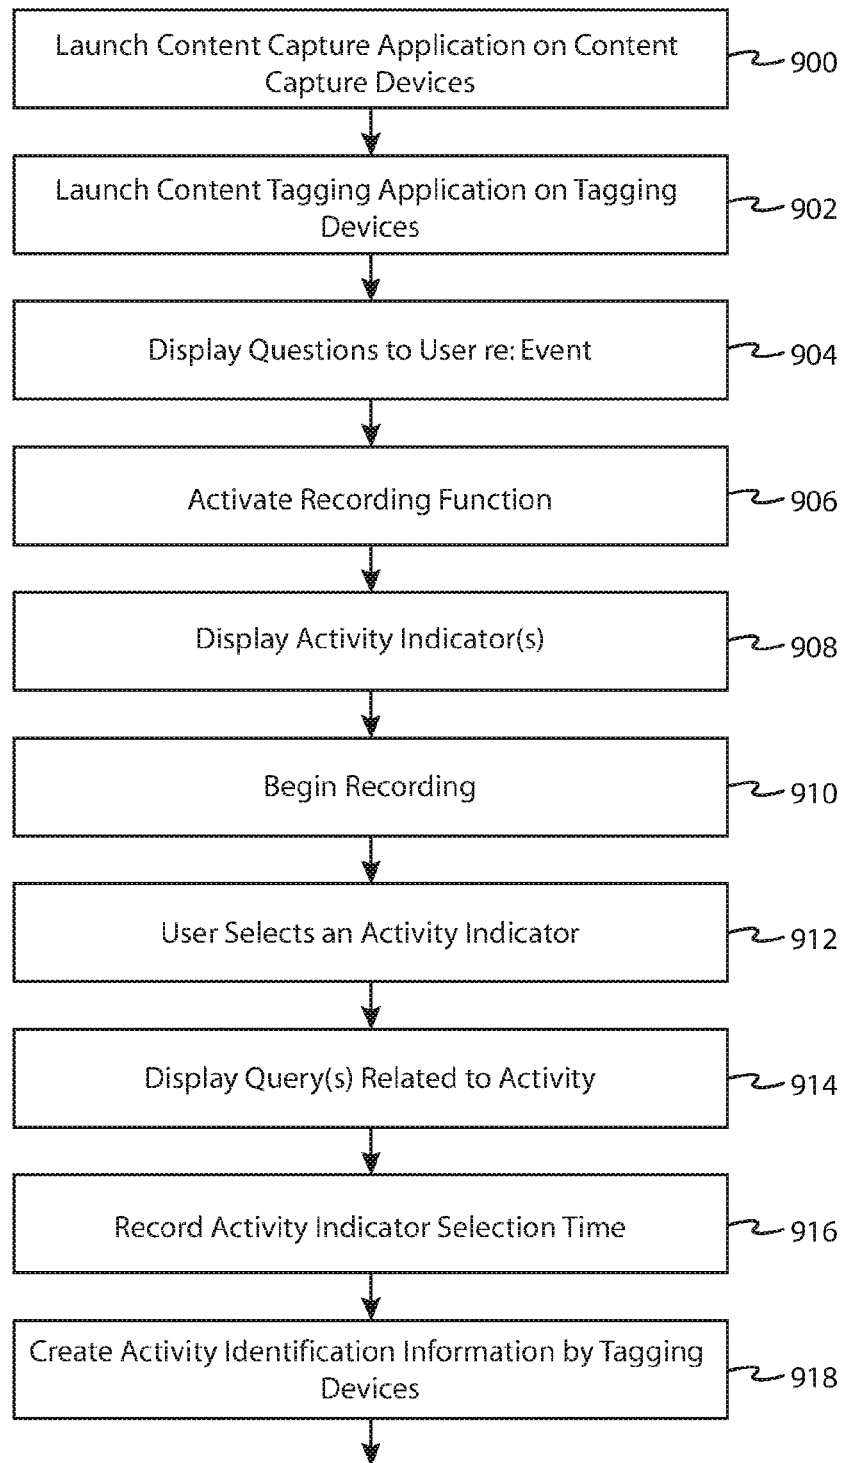 Launch Content Capture Application on Content
Capture Devices
900
Launch Content Tagging Application on Tagging
Devices
902
Display Questions to User re: Event
904
Activate Recording Function
906
Display Activity Indicator(s)
908
Begin Recording
910
User Selects an Activity Indicator
912
Display Query(s) Related to Activity
914
Record Activity Indicator Selection Time
916
Create Activity Identification Information by Tagging
Devices
918